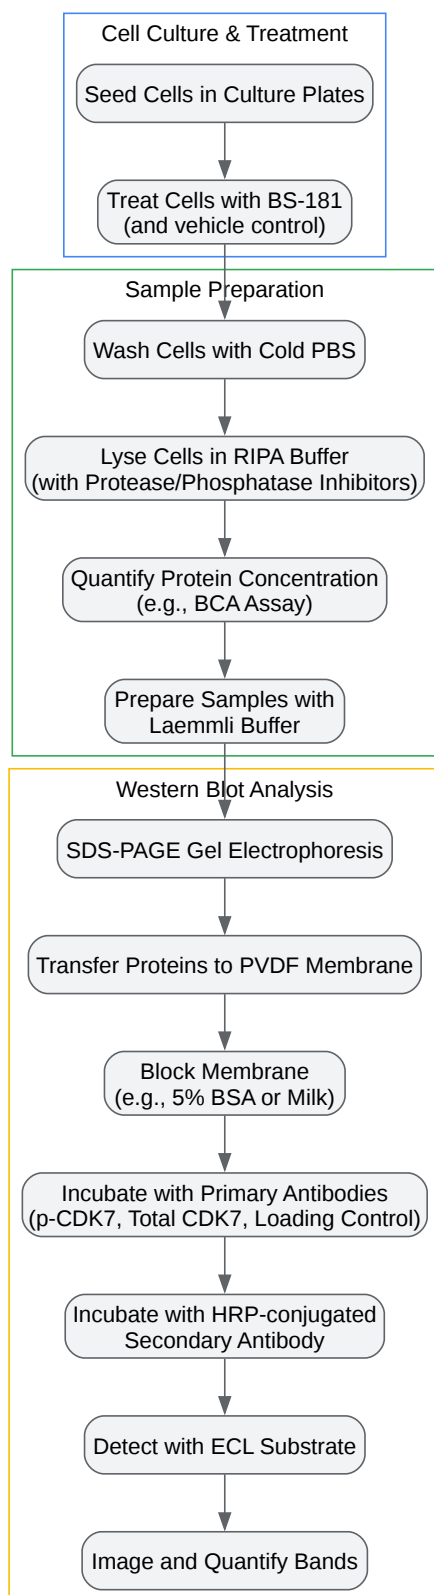 Cell Culture & Treatment
Seed Cells in Culture Plates
Treat Cells with BS-181
(and vehicle control)
Sample Preparation
Wash Cells with Cold PBS
Lyse Cells in RIPA Buffer
(with Protease/Phosphatase Inhibitors)
Quantify Protein Concentration
(e.g., BCA Assay)
Prepare Samples with
Laemmli Buffer
Western Blot Analysis
SDS-PAGE Gel Electrophoresis
Transfer Proteins to PVDF Membrane
Block Membrane
(e.g., 5% BSA or Milk)
Incubate with Primary Antibodies
(p-CDK7, Total CDK7, Loading Control)
Incubate with HRP-conjugated
Secondary Antibody
Detect with ECL Substrate
Image and Quantify Bands